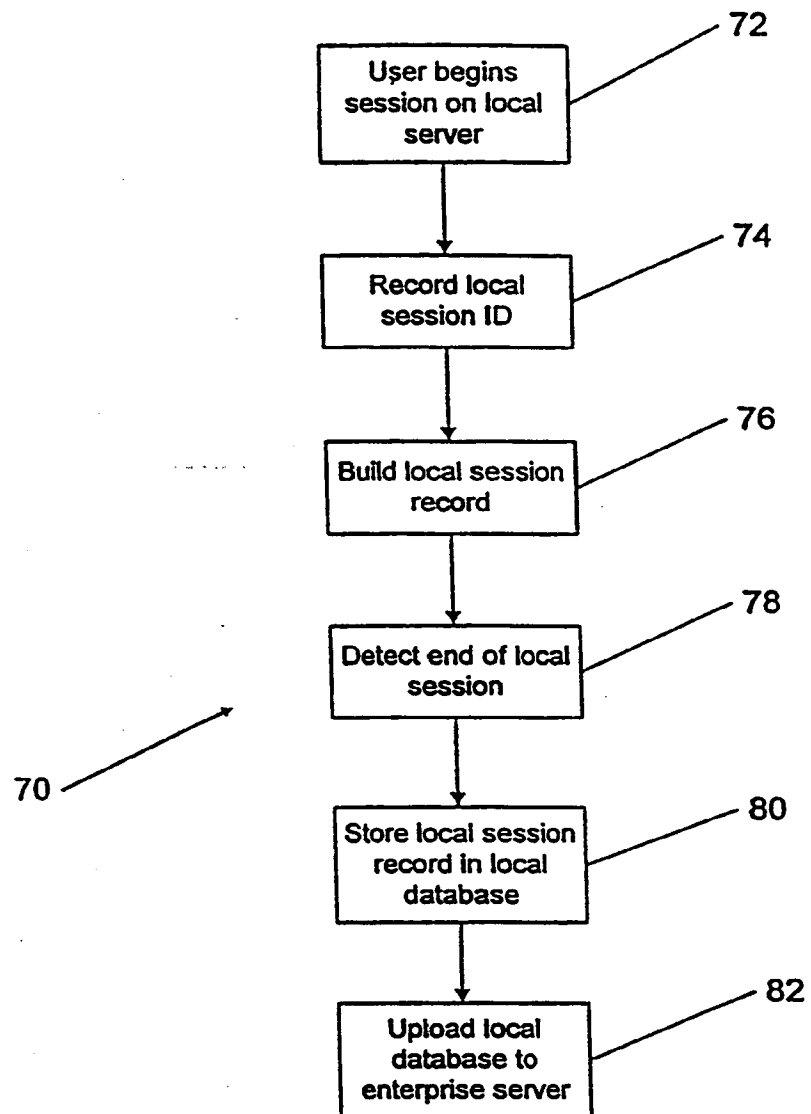 72
User begins
session on local
server
74
Record local
session ID
76
Build local session
record
78
Detect end of local
session
70
80
Store local session
record in local
database
82
Upload local
database to
enterprise server